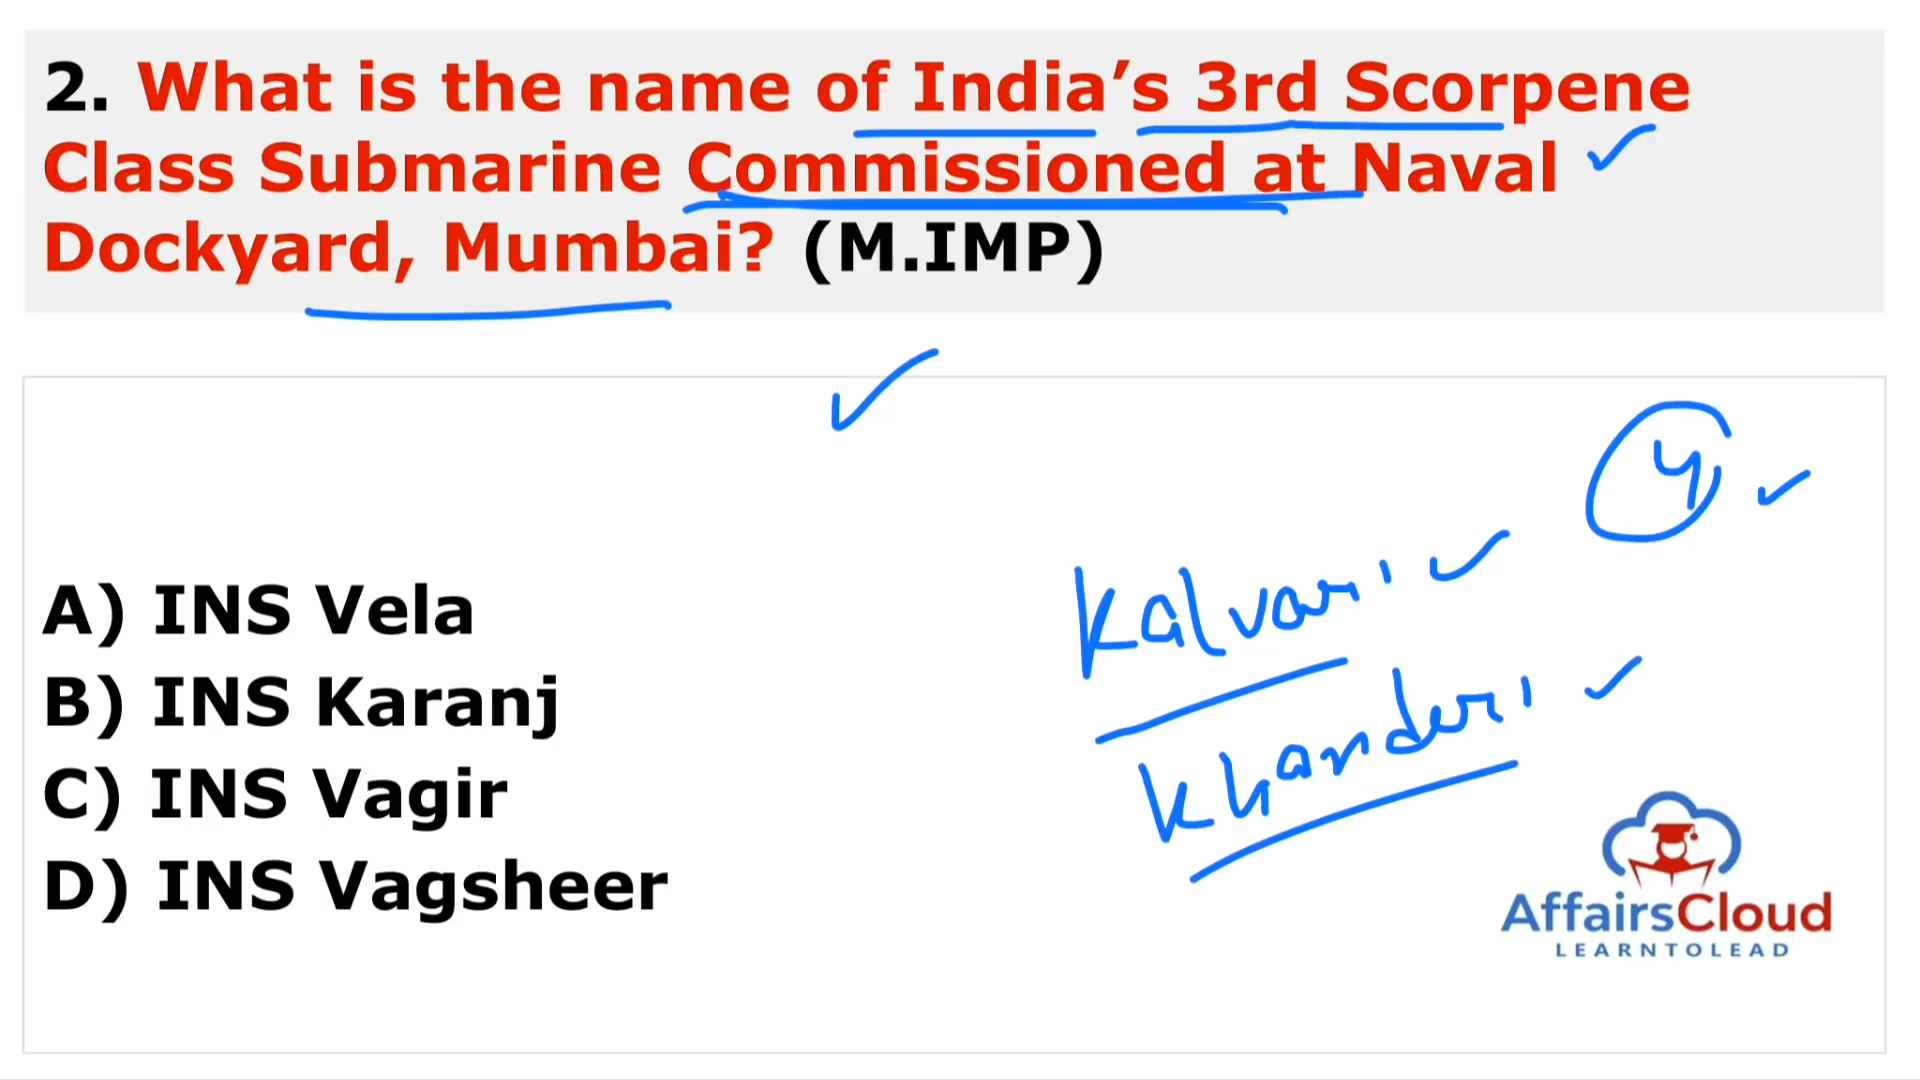 2. What is the name of India’s 3rd Scorpene
Class Submarine Commissioned at Naval
Dockyard, Mumbai? (M.IMP)
4
Kalvari
Khanderi
A) INS Vela
B) INS Karanj
C) INS Vagir
D) INS Vagsheer
AffairsCloud
LEARNTOLEAD